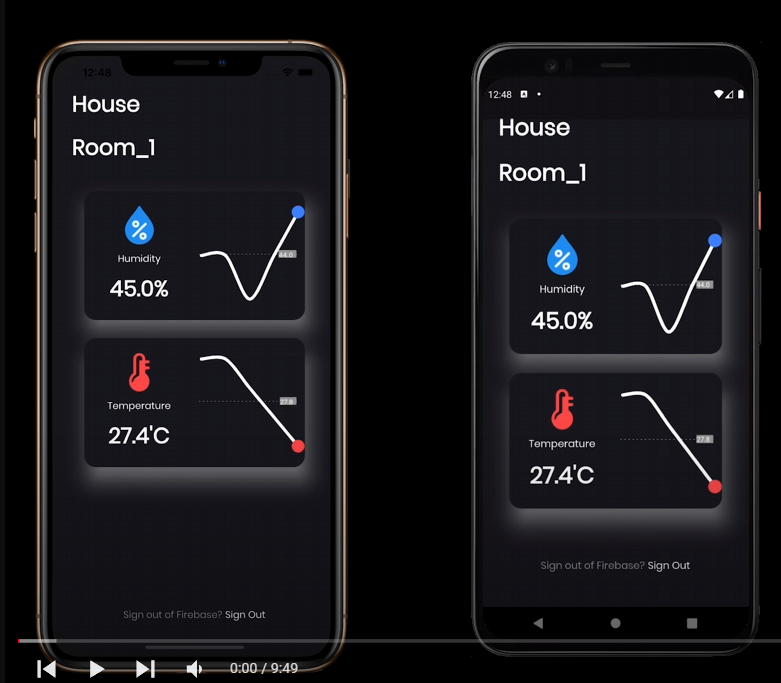 12:48
House
Room_1
Humidity
45.0%
44.0
Temperature
27.4'C
27.8
Sign out of Firebase? Sign Out
12:48
House
Room_1
Humidity
45.0%
44.0
Temperature
27.4'C
27.8
Sign out of Firebase? Sign Out
0:00 / 9:49